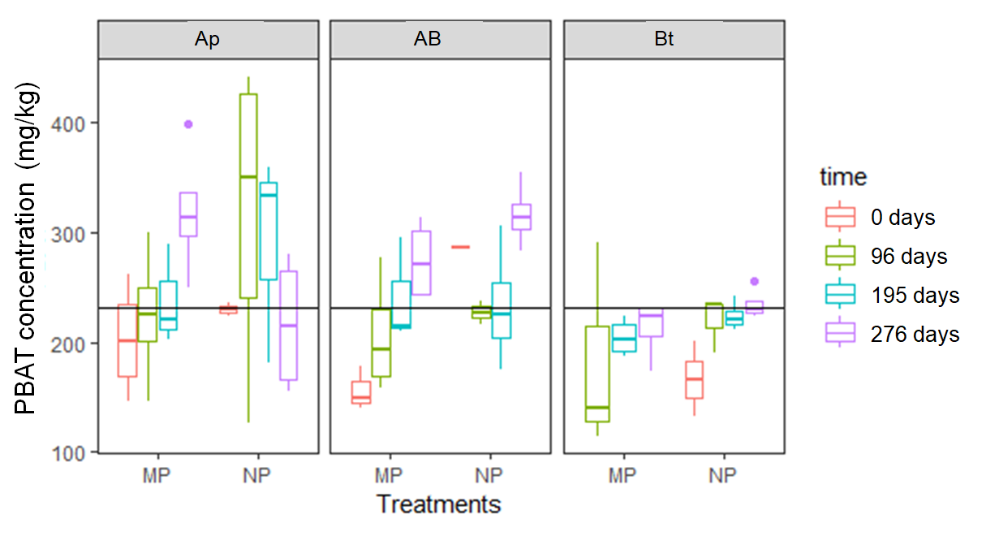 Ap
AB
Bt
PBAT concentration (mg/kg)
400
300
200
100
MP
NP
MP
NP
MP
NP
Treatments
time
0 days
96 days
195 days
276 days